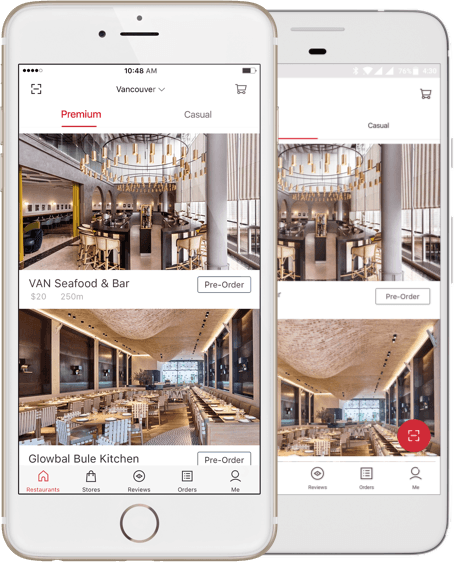 10:48 AM
Vancouver
Premium
Casual
VAN Seafood & Bar
Pre-Order
$20 250m
Glowbal Bule Kitchen
Pre-Order
Restaurants
Stores
Reviews
Orders
Me
4:30
Casual
r
Pre-Order
Reviews
Orders
Me